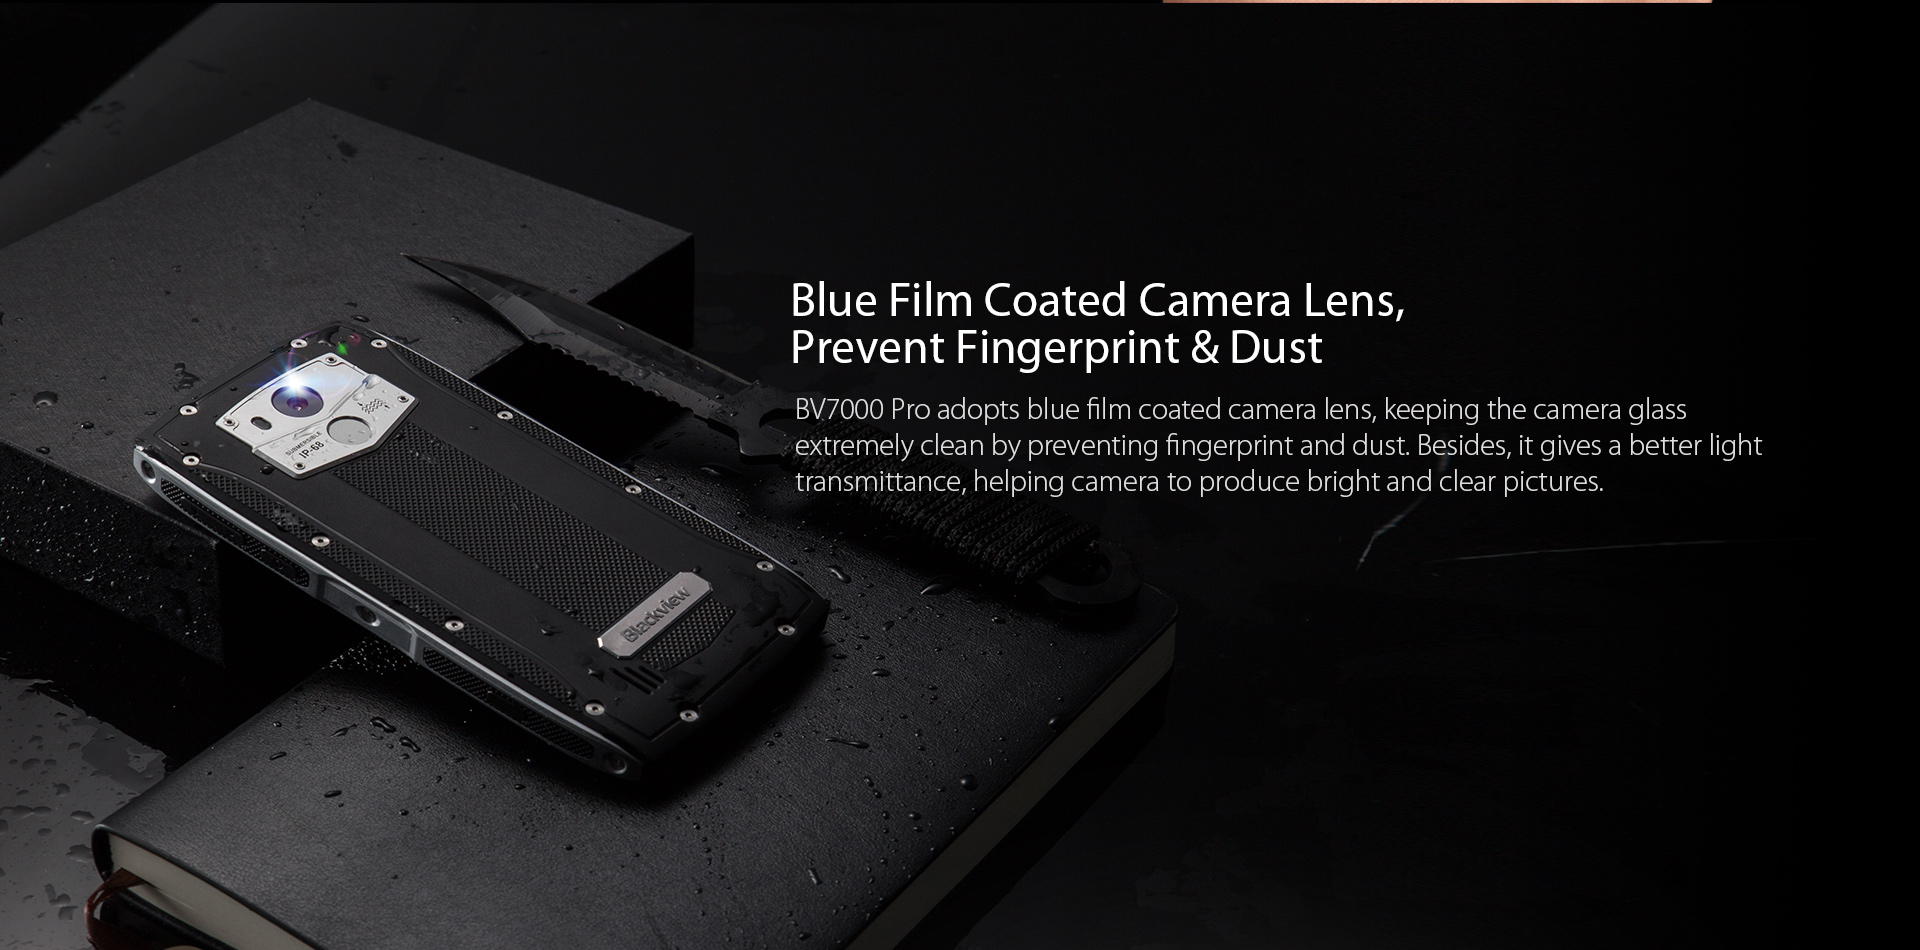 Blue Film Coated Camera Lens,
Prevent Fingerprint & Dust
BV7000 Pro adopts blue film coated camera lens, keeping the camera glass
extremely clean by preventing fingerprint and dust. Besides, it gives a better light
transmittance, helping camera to produce bright and clear pictures.
SUBMERSIBLE
IP-68
Blackview